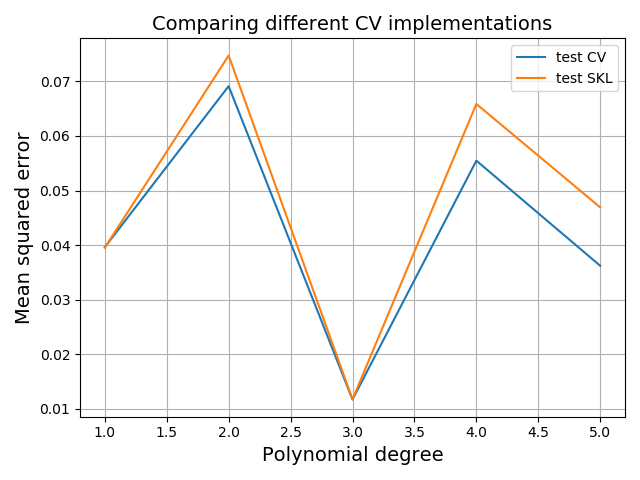 Comparing different CV implementations
test CV
test SKL
Mean squared error
0.07
0.06
0.05
0.04
0.03
0.02
0.01
1.0 1.5 2.0 2.5 3.0 3.5 4.0 4.5 5.0
Polynomial degree